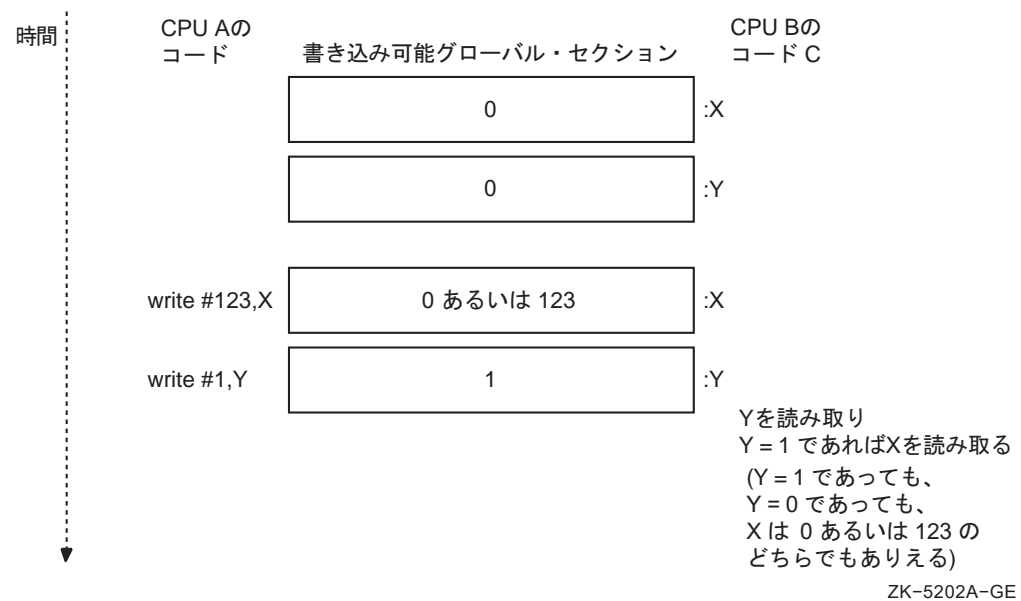 時間
CPU Aの
コード
書き込み可能グローバル・セクション
CPU Bの
コード C
0
:X
0
:Y
write #123,X
0 あるいは 123
:X
write #1,Y
1
:Y
Yを読み取り
Y = 1 であればXを読み取る
(Y = 1 であっても、
Y = 0 であっても、
X は 0 あるいは 123 の
どちらでもありえる)
ZK−5202A−GE